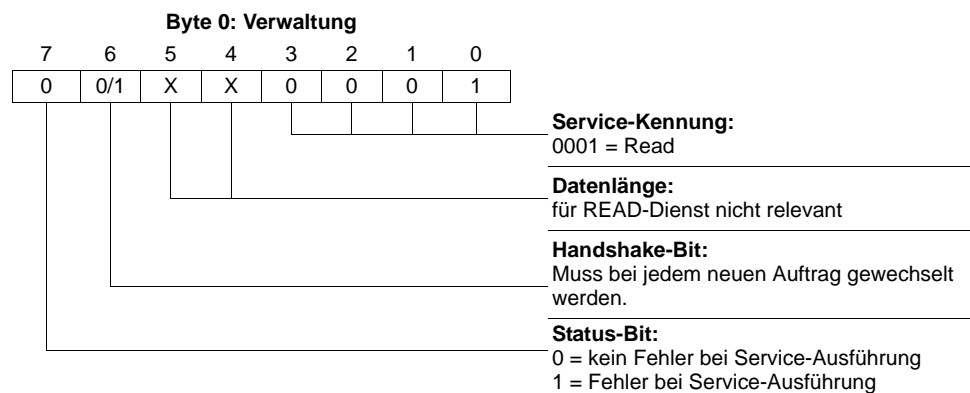 Byte 0: Verwaltung
7 6 5 4 3 2 1 0
0 0/1 X X 0 0 0 1
Service-Kennung:
0001 = Read
Datenlänge:
für READ-Dienst nicht relevant
Handshake-Bit:
Muss bei jedem neuen Auftrag gewechselt
werden.
Status-Bit:
0 = kein Fehler bei Service-Ausführung
1 = Fehler bei Service-Ausführung